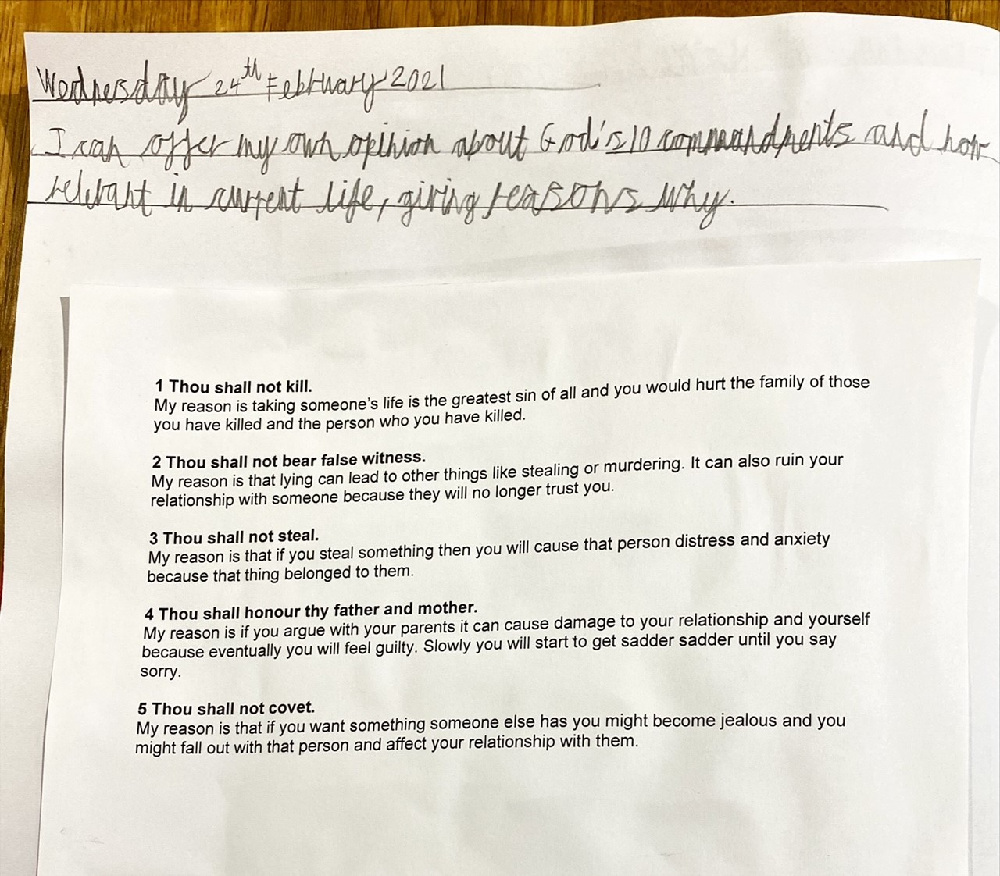 Wednesday 24th February 2021
I can offer my own opinion about God's 10 commandments and how
relevant in current life, giving reasons why.
1 Thou shall not kill.
My reason is taking someone's life is the greatest sin of all and you would hurt the family of those
you have killed and the person who you have killed.
2 Thou shall not bear false witness.
My reason is that lying can lead to other things like stealing or murdering. It can also ruin your
relationship with someone because they will no longer trust you.
3 Thou shall not steal.
My reason is that if you steal something then you will cause that person distress and anxiety
because that thing belonged to them.
4 Thou shall honour thy father and mother.
My reason is if you argue with your parents it can cause damage to your relationship and yourself
because eventually you will feel guilty. Slowly you will start to get sadder sadder until you say
sorry.
5 Thou shall not covet.
My reason is that if you want something someone else has you might become jealous and you
might fall out with that person and affect your relationship with them.